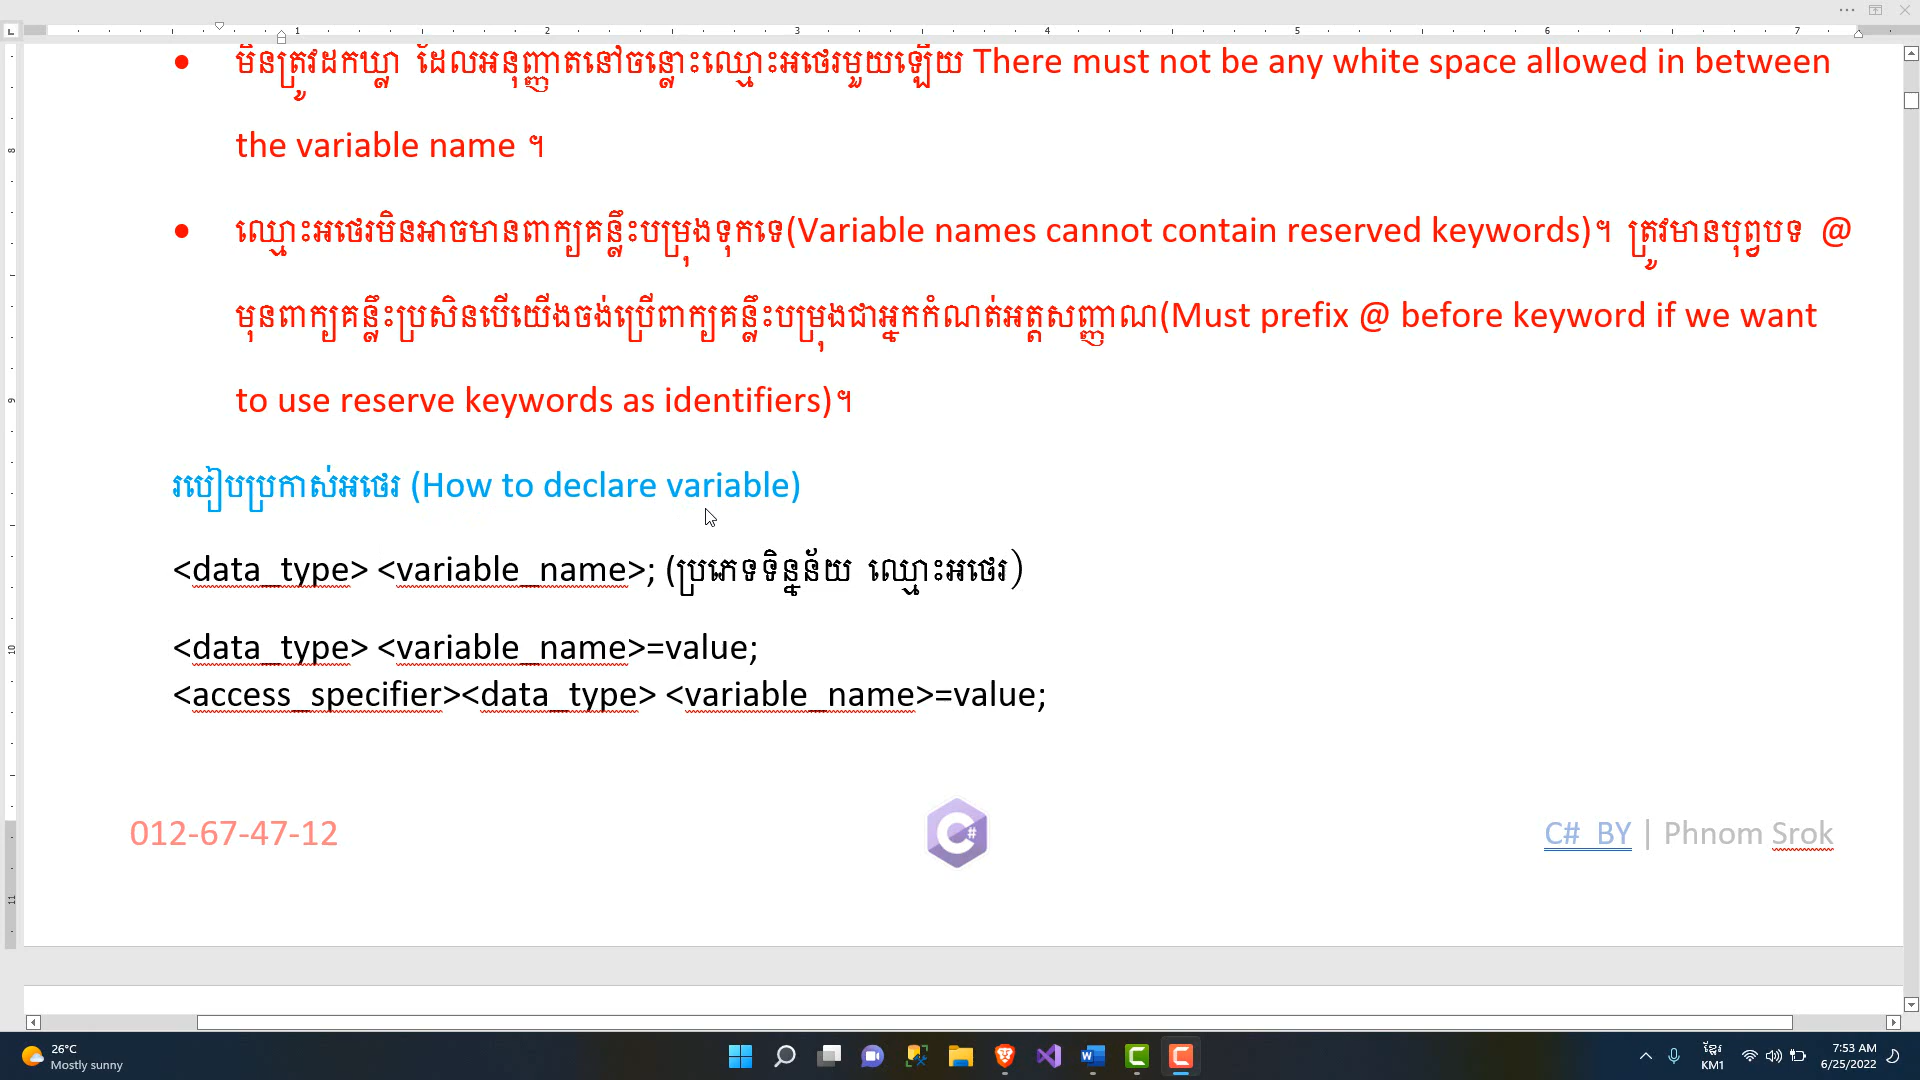 មិនត្រូវដកឃ្លា ដែលអនុញ្ញាតនៅចន្លោះឈ្មោះអថេរមួយឡើយ There must not be any white space allowed in between
the variable name ។
ឈ្មោះអថេរមិនអាចមានពាក្យគន្លឹះបម្រុងទុកទេ(Variable names cannot contain reserved keywords)។ ត្រូវមានបុព្វបទ @
មុនពាក្យគន្លឹះប្រសិនបើយើងចង់ប្រើពាក្យគន្លឹះបម្រុងជាអ្នកកំណត់អត្តសញ្ញាណ(Must prefix @ before keyword if we want
to use reserve keywords as identifiers)។
របៀបប្រកាស់អថេរ (How to declare variable)
<data_type> <variable_name>; (ប្រភេទទិន្នន័យ ឈ្មោះអថេរ)
<data_type> <variable_name>=value;
<access_specifier><data_type> <variable_name>=value;
012-67-47-12
C#
C# BY | Phnom Srok
26°C
Mostly sunny
ខ្មែរ
KM1
7:53 AM
6/25/2022